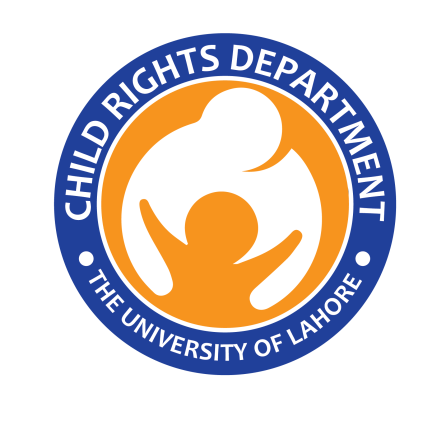 CHILD RIGHTS DEPARTMENT
THE UNIVERSITY OF LAHORE